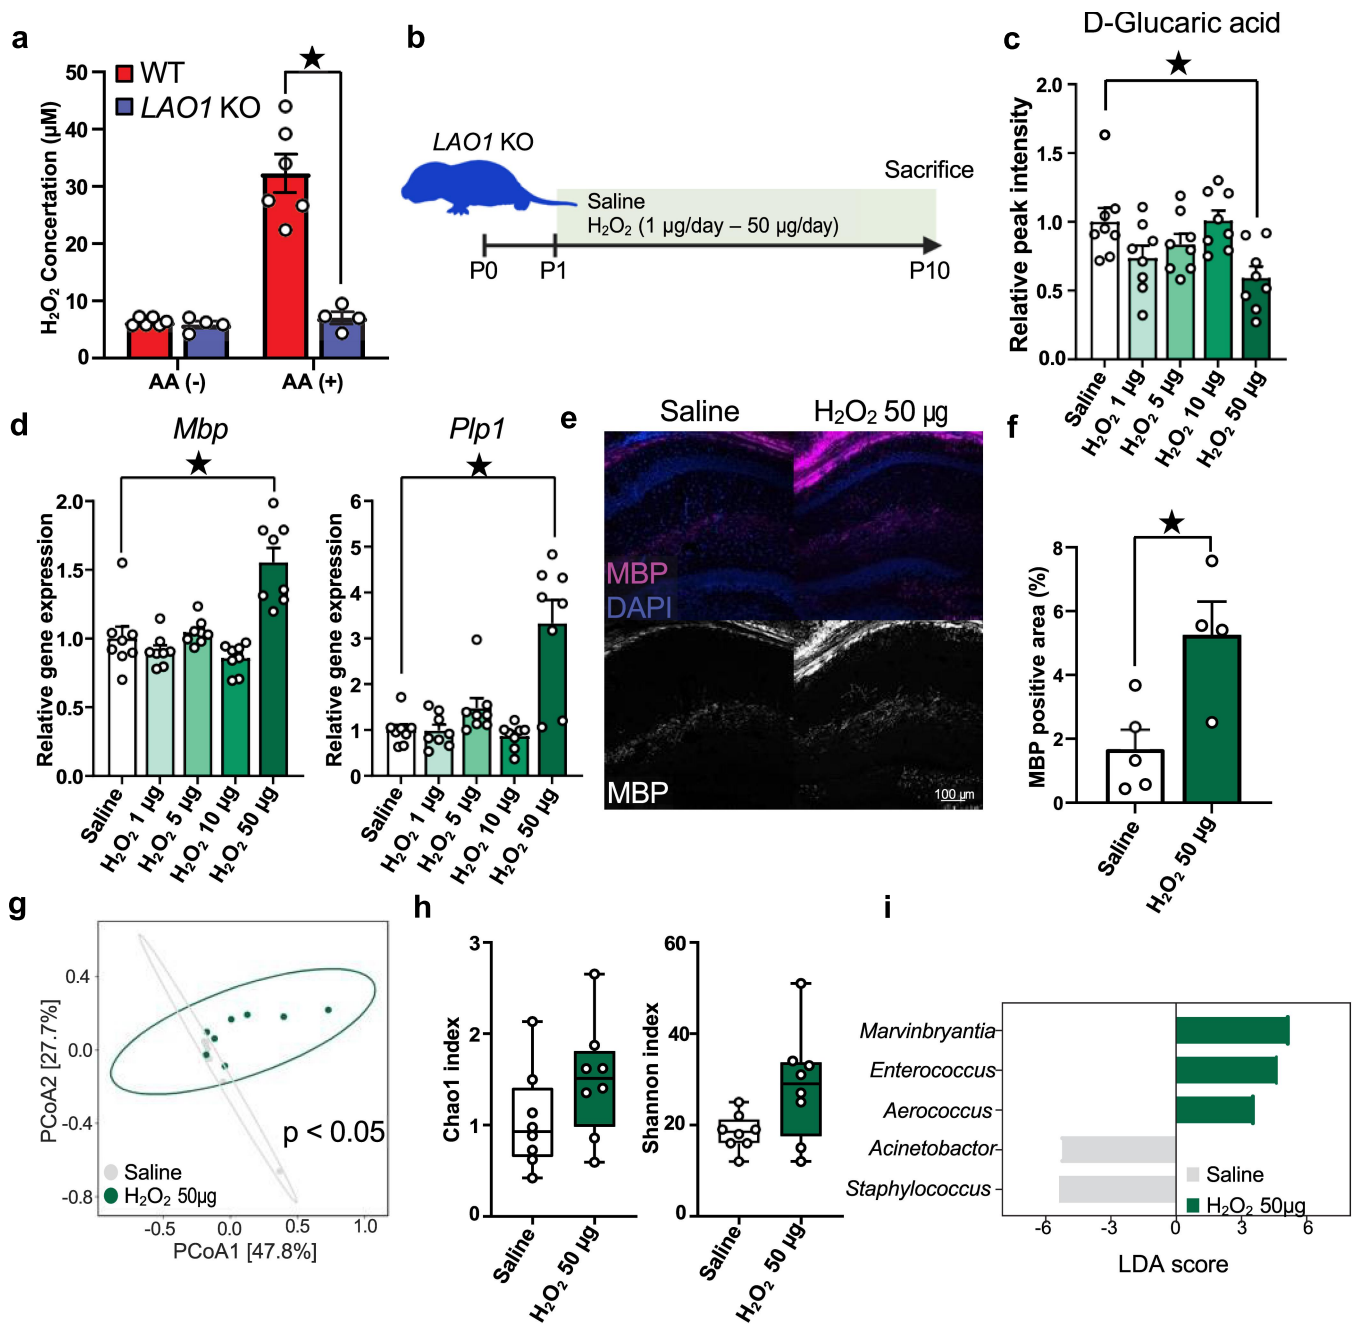 a
WT
LAO1 KO
H₂O₂ Concertation (µM)
50
40
30
20
10
0
AA (-)
AA (+)
b
LAO1 KO
Sacrifice
Saline
H₂O₂ (1 µg/day – 50 µg/day)
P0
P1
P10
c
D-Glucaric acid
Relative peak intensity
2.0
1.5
1.0
0.5
0.0
Saline
H₂O₂ 1 µg
H₂O₂ 5 µg
H₂O₂ 10 µg
H₂O₂ 50 µg
d
Mbp
Relative gene expression
2.0
1.5
1.0
0.5
0.0
Saline
H₂O₂ 1 µg
H₂O₂ 5 µg
H₂O₂ 10 µg
H₂O₂ 50 µg
Plp1
Relative gene expression
6
5
4
3
2
1
0
Saline
H₂O₂ 1 µg
H₂O₂ 5 µg
H₂O₂ 10 µg
H₂O₂ 50 µg
e
Saline
H₂O₂ 50 µg
MBP
DAPI
MBP
100 µm
f
MBP positive area (%)
8
6
4
2
0
Saline
H₂O₂ 50 µg
g
PCoA2 [27.7%]
0.4
0.0
-0.4
-0.8
p < 0.05
Saline
H₂O₂ 50µg
-0.5
0.0
0.5
1.0
PCoA1 [47.8%]
h
Chao1 index
3
2
1
0
Saline
H₂O₂ 50 µg
Shannon index
60
40
20
0
Saline
H₂O₂ 50 µg
i
Marvinbryantia
Enterococcus
Aerococcus
Acinetobactor
Staphylococcus
Saline
H₂O₂ 50µg
-6
-3
0
3
6
LDA score